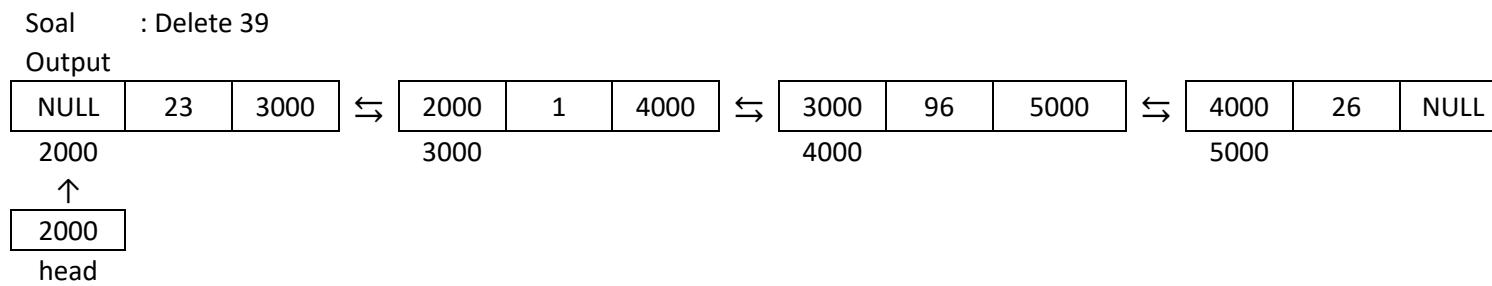 Soal : Delete 39
Output
NULL 23 3000 ⇆ 2000 1 4000 ⇆ 3000 96 5000 ⇆ 4000 26 NULL
2000 3000 4000 5000
↑
2000
head